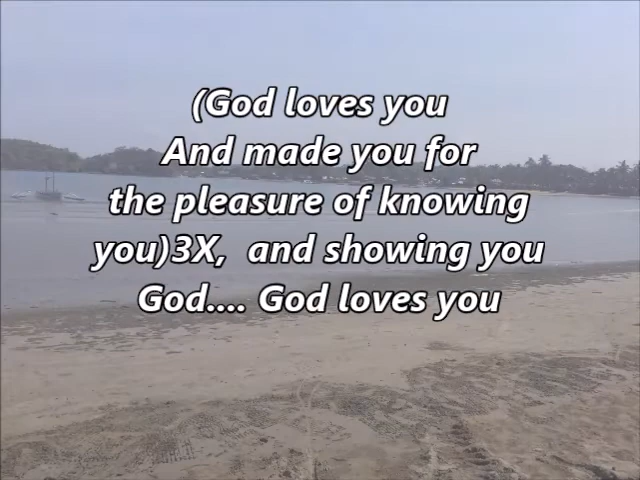 (God loves you
And made you for
the pleasure of knowing
you)3X,  and showing you
God.... God loves you